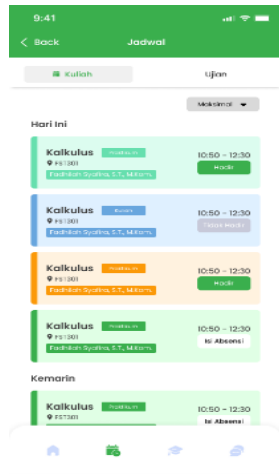 9:41
Back Jadwal
Kuliah Ujian
Maksimal
Hari Ini
Kalkulus Praktikum 10:50 - 12:30
FST301 Hadir
Fadhilah Syafira, S.T., M.Kom.
Kalkulus 10:50 - 12:30
FST301 Tidak Hadir
Fadhilah Syafira, S.T., M.Kom.
Kalkulus Praktikum 10:50 - 12:30
FST301 Hadir
Fadhilah Syafira, S.T., M.Kom.
Kalkulus Praktikum 10:50 - 12:30
FST301 Isi Absensi
Fadhilah Syafira, S.T., M.Kom.
Kemarin
Kalkulus Praktikum 10:50 - 12:30
FST301 Isi Absensi